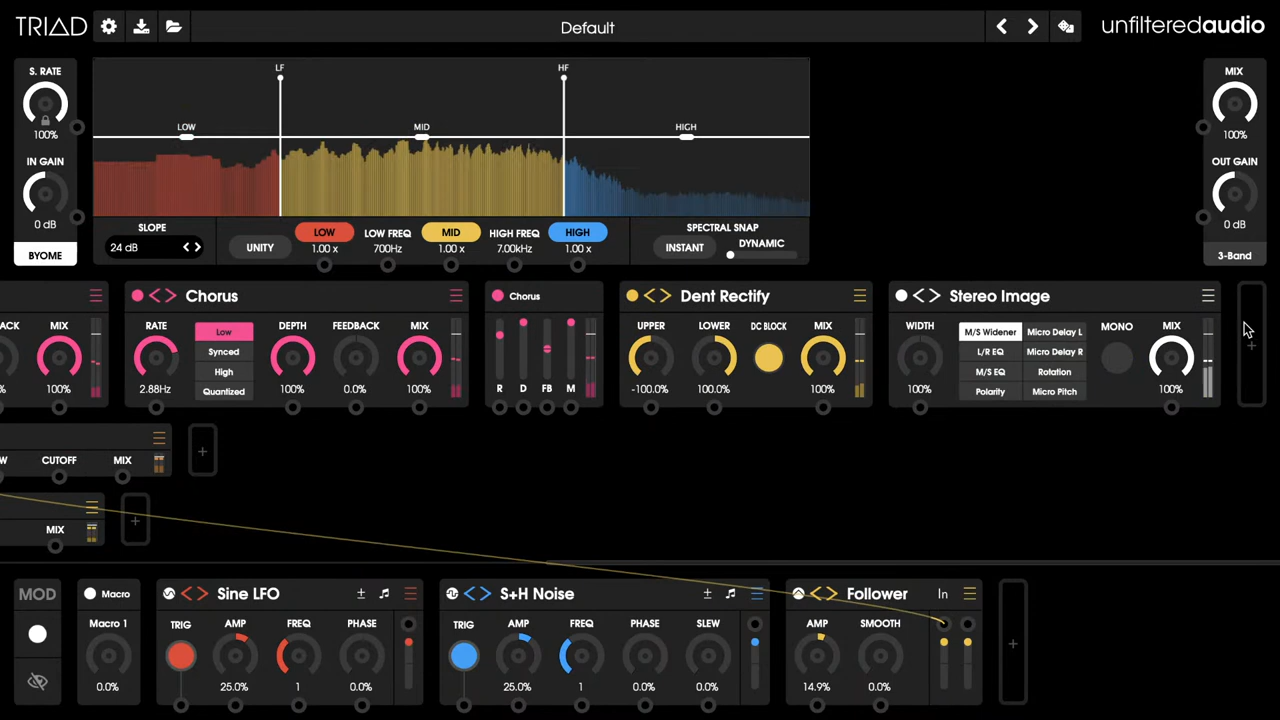 TRIAD
Default
unfilteredaudio
S. RATE
100%
IN GAIN
0 dB
BYOME
LF
HF
LOW
MID
HIGH
SLOPE
24 dB
UNITY
LOW
1.00 x
LOW FREQ
700Hz
MID
1.00 x
HIGH FREQ
7.00kHz
HIGH
1.00 x
SPECTRAL SNAP
INSTANT
DYNAMIC
MIX
100%
OUT GAIN
0 dB
3-Band
MIX
100%
Chorus
RATE
2.88Hz
Low
Synced
High
Quantized
DEPTH
100%
FEEDBACK
0.0%
MIX
100%
Chorus
R D FB M
Dent Rectify
UPPER
-100.0%
LOWER
100.0%
DC BLOCK
MIX
100%
Stereo Image
WIDTH
100%
M/S Widener
Micro Delay L
L/R EQ
Micro Delay R
M/S EQ
Rotation
Polarity
Micro Pitch
MONO
MIX
100%
CUTOFF
MIX
MIX
MOD
Macro
Macro 1
0.0%
Sine LFO
TRIG
AMP
25.0%
FREQ
1
PHASE
0.0%
S+H Noise
TRIG
AMP
25.0%
FREQ
1
PHASE
0.0%
SLEW
0.0%
Follower
In
AMP
14.9%
SMOOTH
0.0%